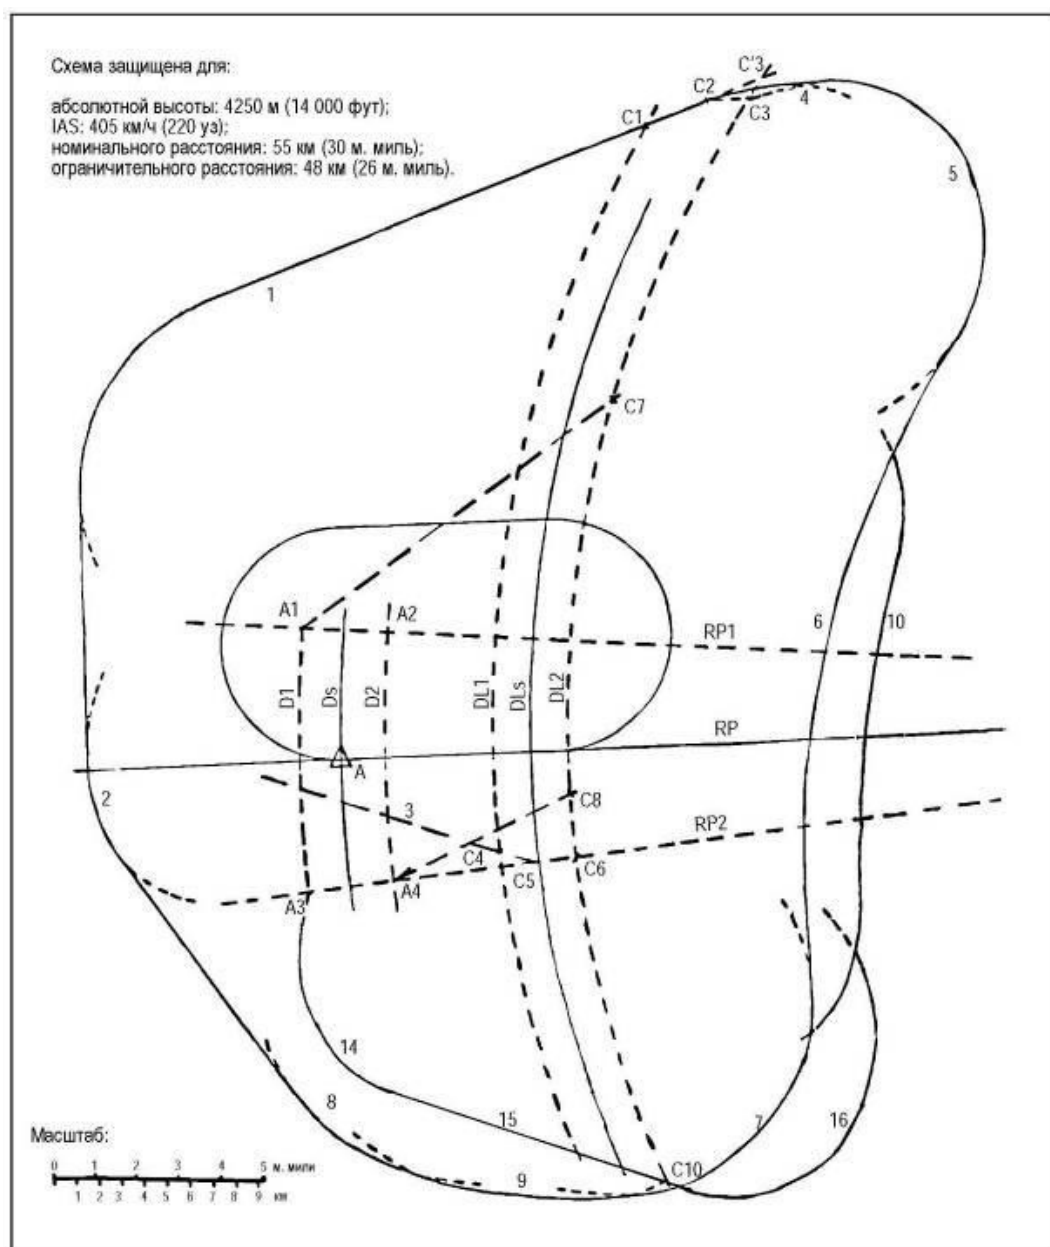 Схема защищена для:
абсолютной высоты: 4250 м (14 000 фут);
IAS: 405 км/ч (220 уз);
номинального расстояния: 55 км (30 м. миль);
ограничительного расстояния: 48 км (26 м. миль).
C'3
C2
4
C1
C3
5
1
C7
A1
A2
RP1
6
10
D1
Ds
D2
DL1
DLs
DL2
RP
A
2
3
C8
RP2
C4
C5
C6
A3
A4
14
8
15
7
16
Масштаб:
0 1 2 3 4 5 м. мили
1 2 3 4 5 6 7 8 9 км
9
C10